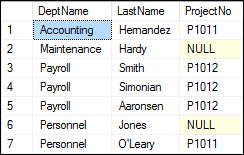 DeptName LastName ProjectNo
1 Accounting Hernandez P1011
2 Maintenance Hardy NULL
3 Payroll Smith P1012
4 Payroll Simonian P1012
5 Payroll Aaronsen P1012
6 Personnel Jones NULL
7 Personnel O'Leary P1011